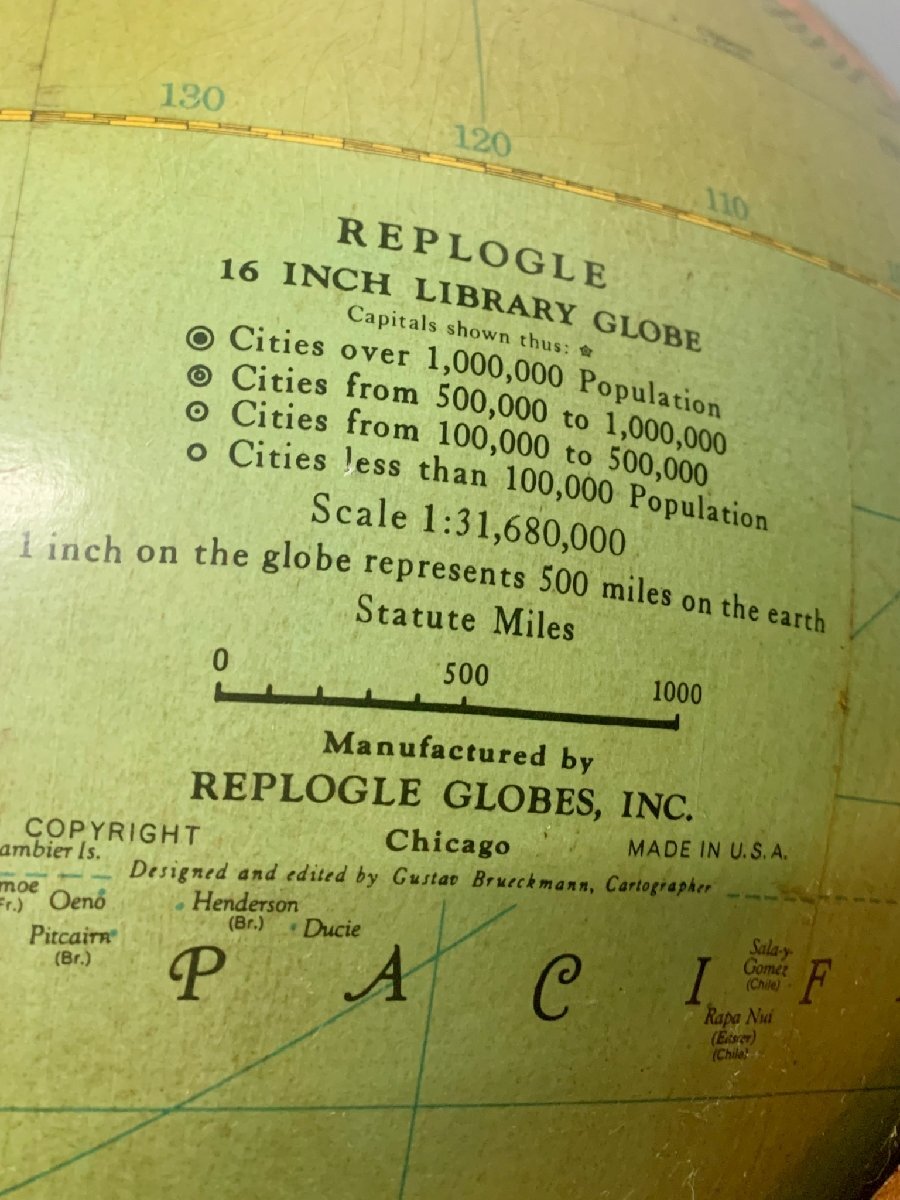 130
120
110
REPLOGLE
16 INCH LIBRARY GLOBE
Capitals shown thus:
Cities over 1,000,000 Population
Cities from 500,000 to 1,000,000
Cities from 100,000 to 500,000
Cities less than 100,000 Population
Scale 1:31,680,000
1 inch on the globe represents 500 miles on the earth
Statute Miles
0 500 1000
Manufactured by
REPLOGLE GLOBES, INC.
COPYRIGHT Chicago MADE IN U.S.A.
ambier Is.
Designed and edited by Gustav Brueckmann, Cartographer
moe Oeno Henderson
Fr.) (Br.) Ducie
Pitcairn
(Br.)
P A C I F
Sala-y-
Gomez
(Chile)
Rapa Nui
(Easter)
(Chile)